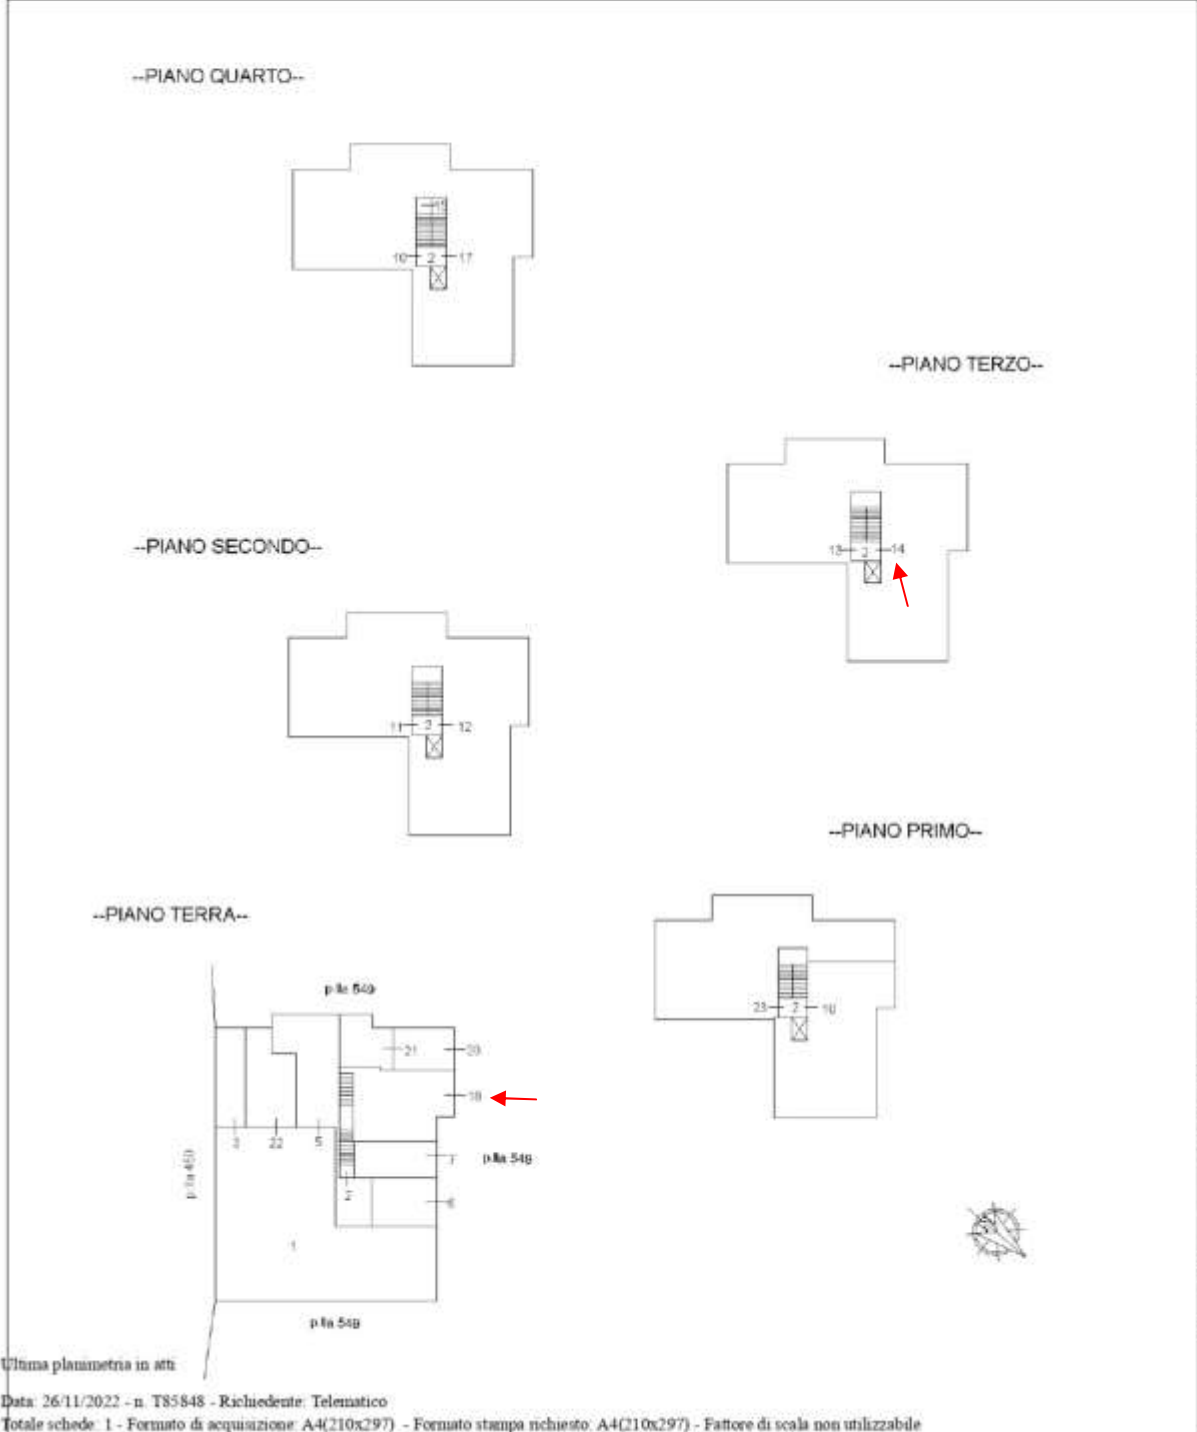 --PIANO QUARTO--
15
16 2 17
--PIANO TERZO--
13 2 14
--PIANO SECONDO--
11 2 12
--PIANO PRIMO--
23 2 10
--PIANO TERRA--
p.lla 549
21 20
4 22 5
7 p.lla 549
2
6
1
p.lla 549
Ultima planimetria in atti
Data: 26/11/2022 - n. T85848 - Richiedente: Telematico
Totale schede: 1 - Formato di acquisizione: A4(210x297) - Formato stampa richiesto: A4(210x297) - Fattore di scala non utilizzabile